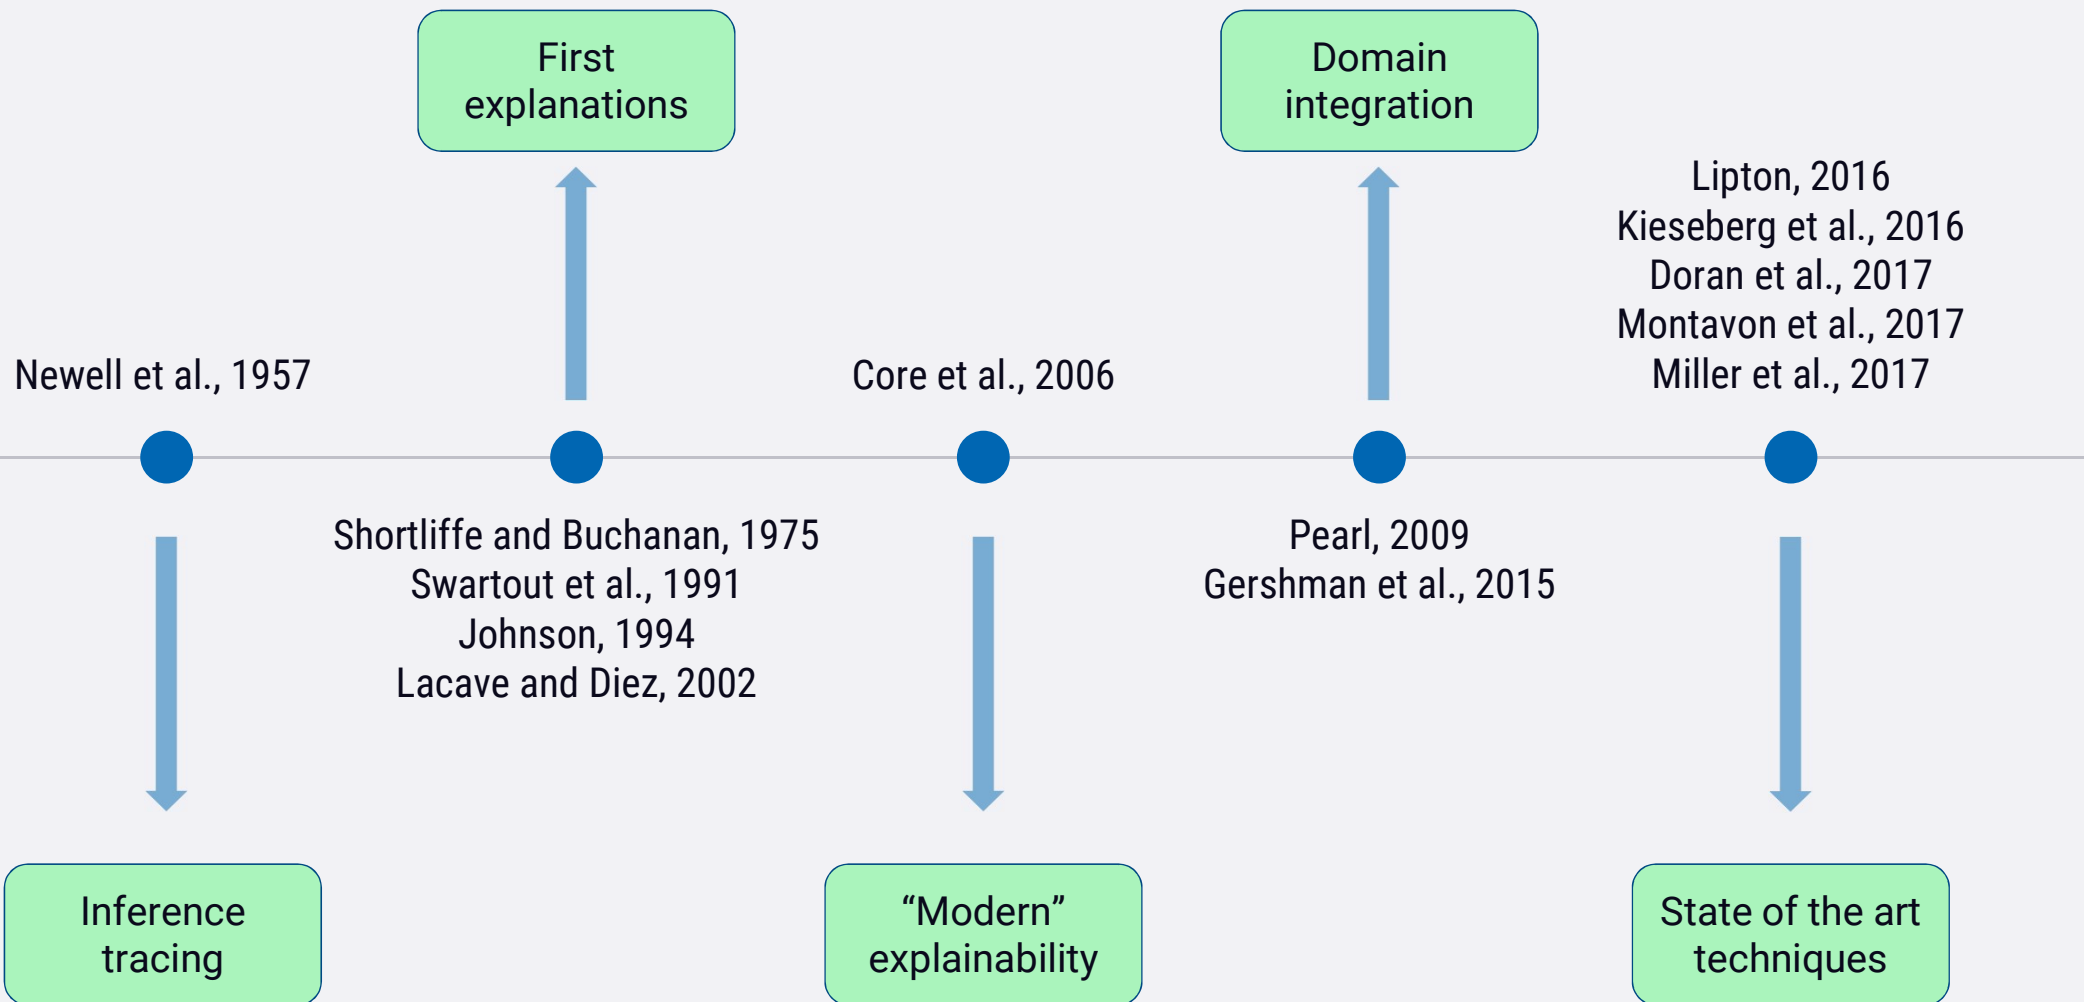 First
explanations
Domain
integration
Lipton, 2016
Kieseberg et al., 2016
Doran et al., 2017
Montavon et al., 2017
Miller et al., 2017
Newell et al., 1957
Core et al., 2006
Shortliffe and Buchanan, 1975
Swartout et al., 1991
Johnson, 1994
Lacave and Diez, 2002
Pearl, 2009
Gershman et al., 2015
Inference
tracing
“Modern”
explainability
State of the art
techniques